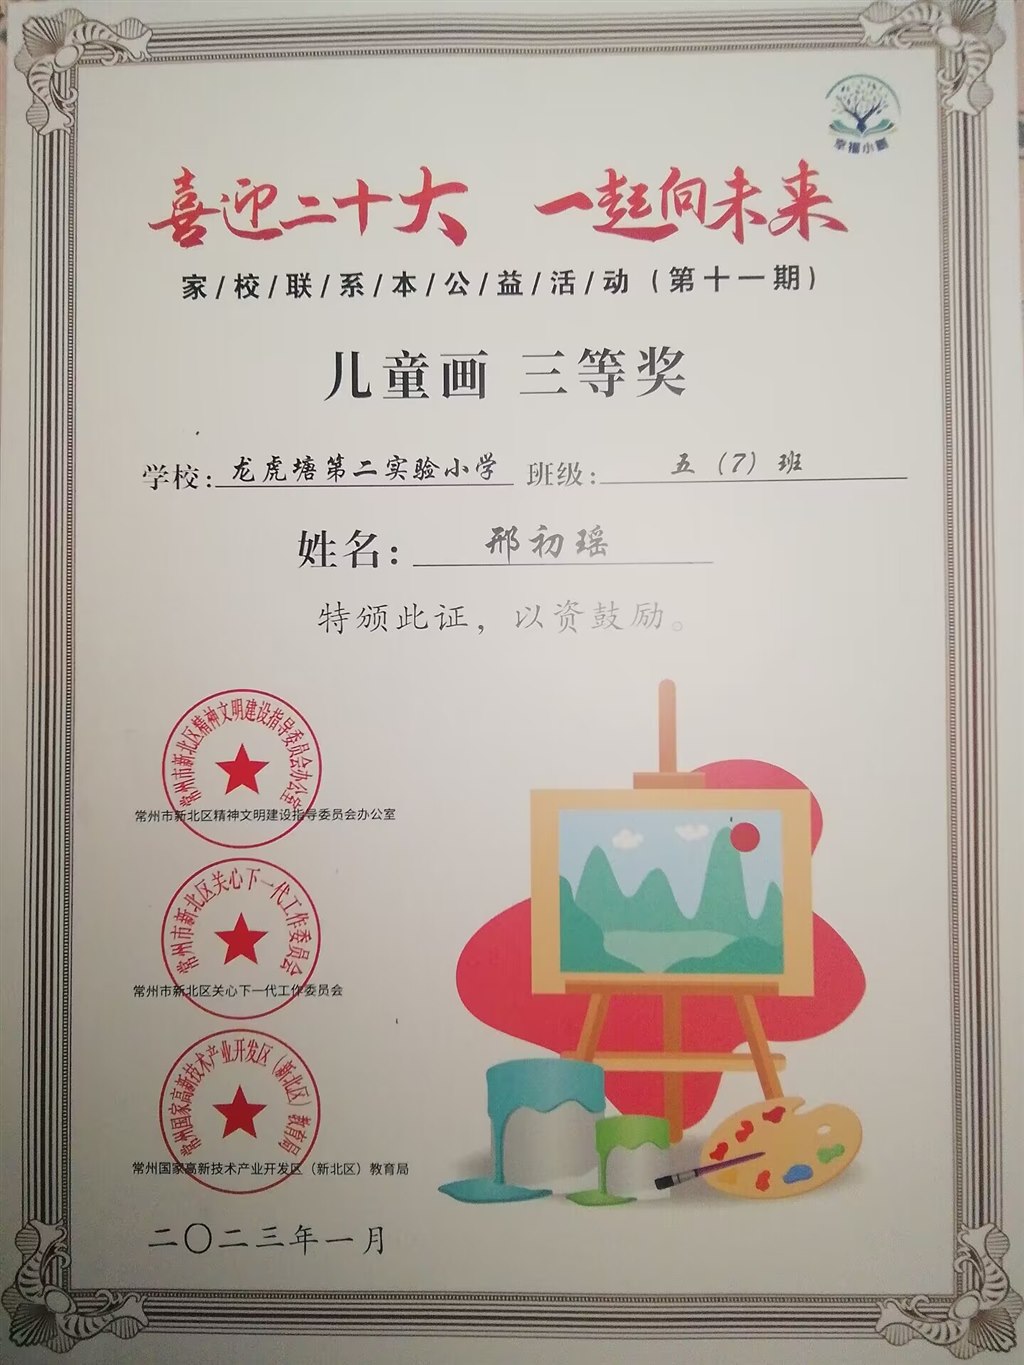 幸福小鹿
喜迎二十大 一起向未来
家/校/联/系/本/公/益/活/动(第十一期)
儿童画 三等奖
学校:龙虎塘第二实验小学 班级:五(7)班
姓名:邢初瑶
特颁此证,以资鼓励。
常州市新北区精神文明建设指导委员会办公室
常州市新北区精神文明建设指导委员会办公室
常州市新北区关心下一代工作委员会
常州市新北区关心下一代工作委员会
常州国家高新技术产业开发区(新北区)教育局
常州国家高新技术产业开发区(新北区)教育局
二〇二三年一月